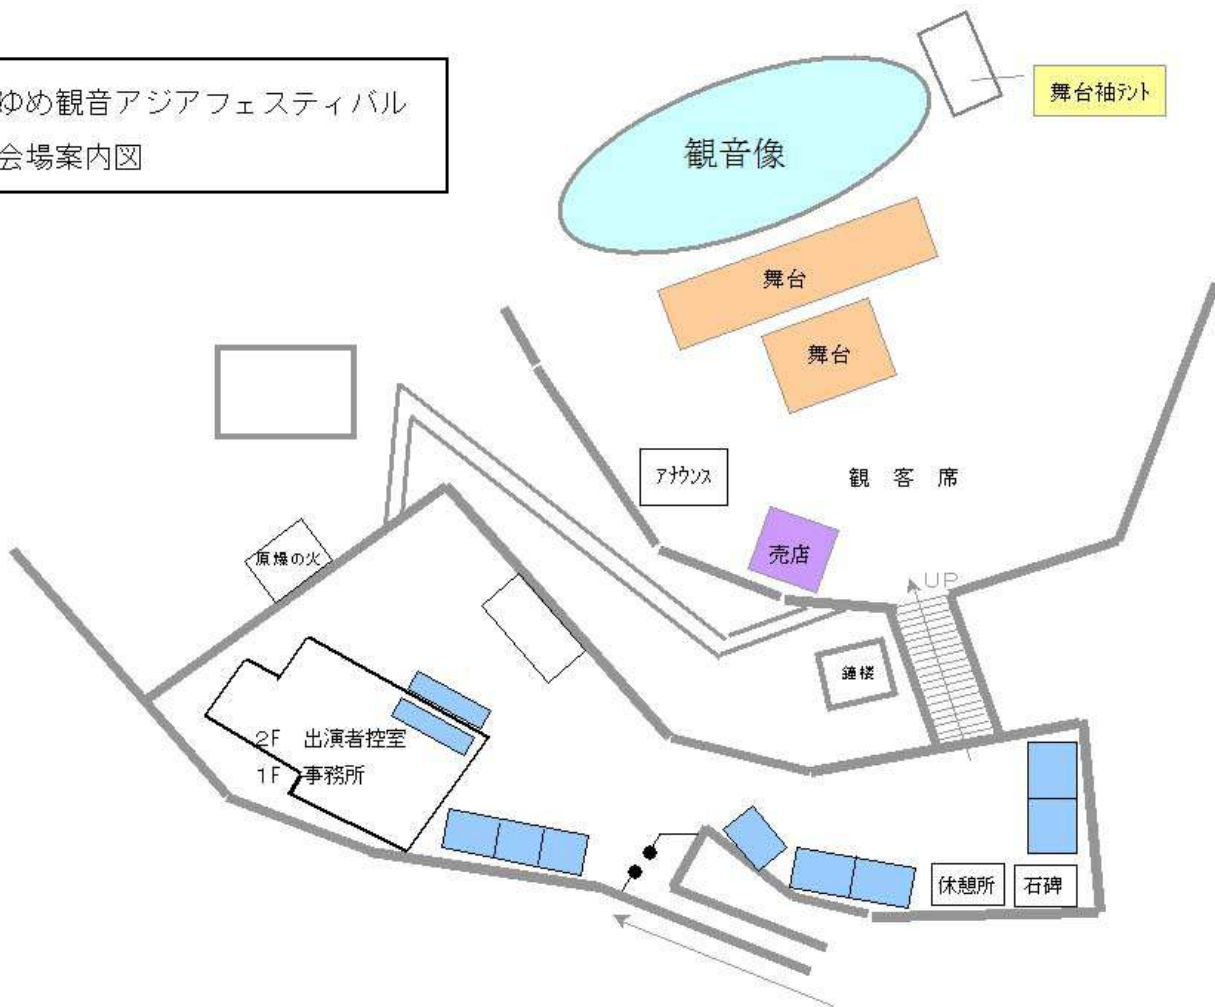 ゆめ観音アジアフェスティバル
会場案内図
舞台袖テント
観音像
舞台
舞台
アナウンス
観客席
売店
原爆の火
UP
鐘楼
2F 出演者控室
1F 事務所
休憩所
石碑